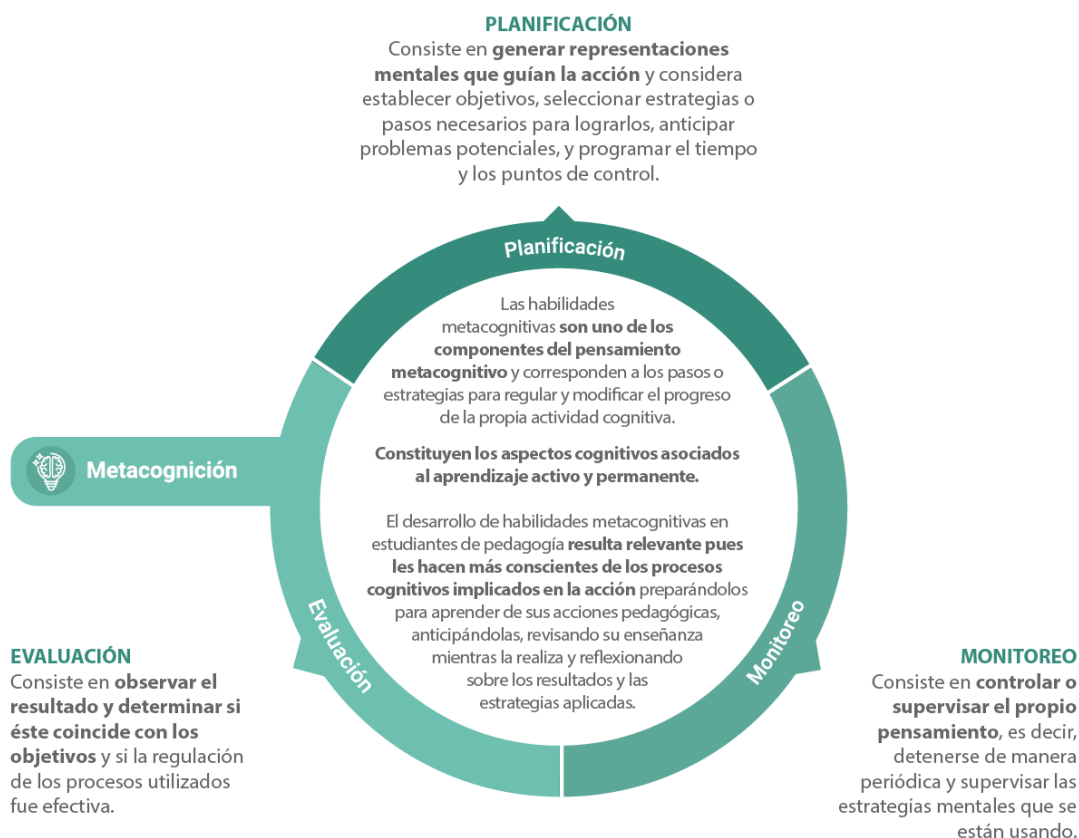 PLANIFICACIÓN
Consiste en generar representaciones
mentales que guían la acción y considera
establecer objetivos, seleccionar estrategias o
pasos necesarios para lograrlos, anticipar
problemas potenciales, y programar el tiempo
y los puntos de control.
Planificación
Las habilidades
metacognitivas son uno de los
componentes del pensamiento
metacognitivo y corresponden a los pasos o
estrategias para regular y modificar el progreso
de la propia actividad cognitiva.
Constituyen los aspectos cognitivos asociados
al aprendizaje activo y permanente.
El desarrollo de habilidades metacognitivas en
estudiantes de pedagogía resulta relevante pues
les hacen más conscientes de los procesos
cognitivos implicados en la acción preparándolos
para aprender de sus acciones pedagógicas,
anticipándolas, revisando su enseñanza
mientras la realiza y reflexionando
sobre los resultados y las
estrategias aplicadas.
Metacognición
Evaluación
Monitoreo
EVALUACIÓN
Consiste en observar el
resultado y determinar si
éste coincide con los
objetivos y si la regulación
de los procesos utilizados
fue efectiva.
MONITOREO
Consiste en controlar o
supervisar el propio
pensamiento, es decir,
detenerse de manera
periódica y supervisar las
estrategias mentales que se
están usando.